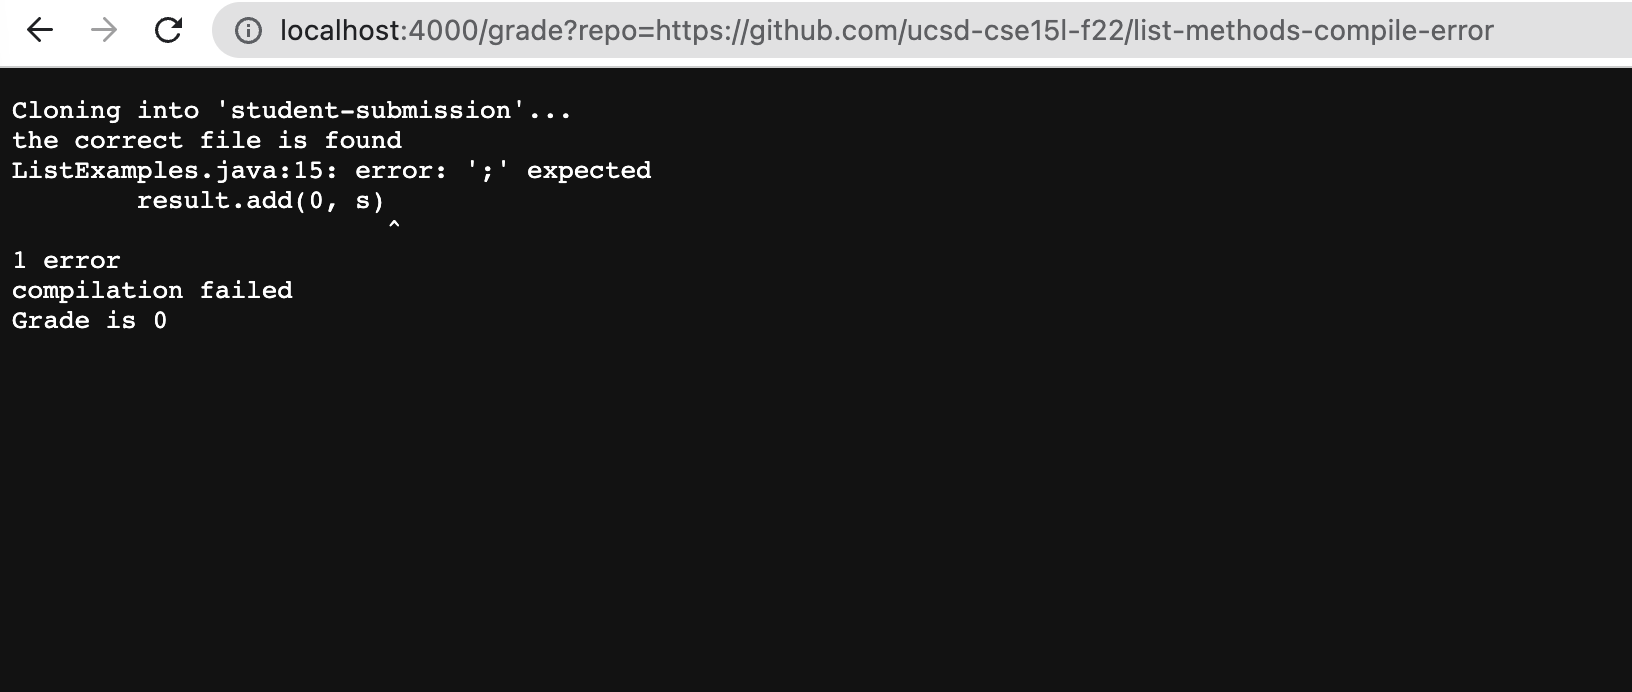 localhost:4000/grade?repo=https://github.com/ucsd-cse15l-f22/list-methods-compile-error
Cloning into 'student-submission'...
the correct file is found
ListExamples.java:15: error: ';' expected
        result.add(0, s)
                        ^
1 error
compilation failed
Grade is 0